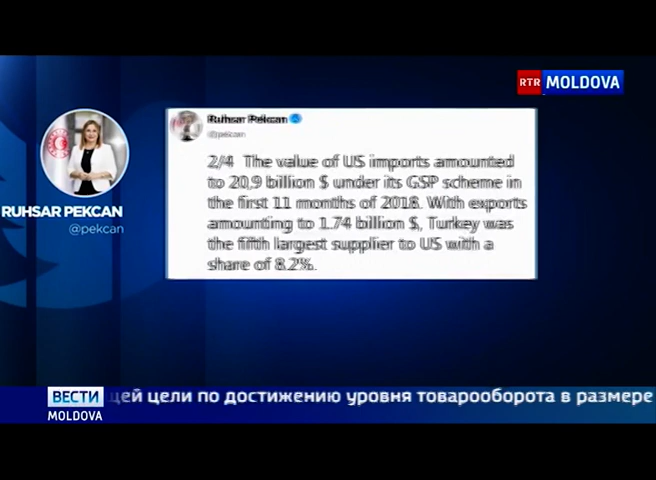 RTR MOLDOVA
Ruhsar Pekcan
@pekcan
2/4 The value of US imports amounted
to 20,9 billion $ under its GSP scheme in
the first 11 months of 2018. With exports
amounting to 1.74 billion $, Turkey was
the fifth largest supplier to US with a
share of 8.2%.
RUHSAR PEKCAN
@pekcan
ВЕСТИ
MOLDOVA
щей цели по достижению уровня товарооборота в размере